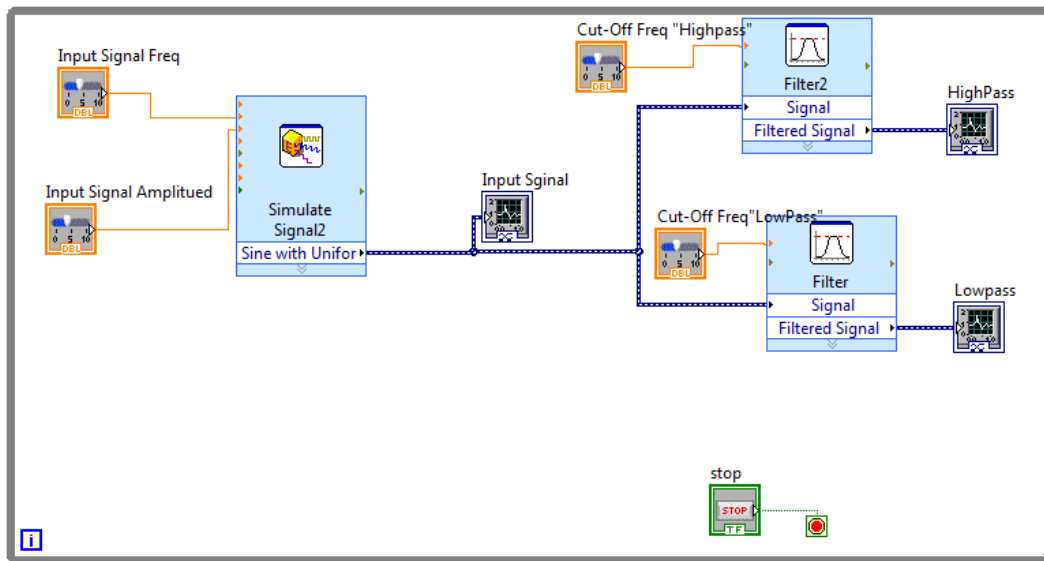 Cut-Off Freq "Highpass"
Input Signal Freq
0 5 10
DBL
0 5 10
DBL
Filter2
Signal
Filtered Signal
HighPass
Input Signal Amplitued
0 5 10
DBL
Simulate
Signal2
Sine with Unifor
Input Sginal
Cut-Off Freq"LowPass"
0 5 10
DBL
Filter
Signal
Filtered Signal
Lowpass
stop
STOP
TF
i